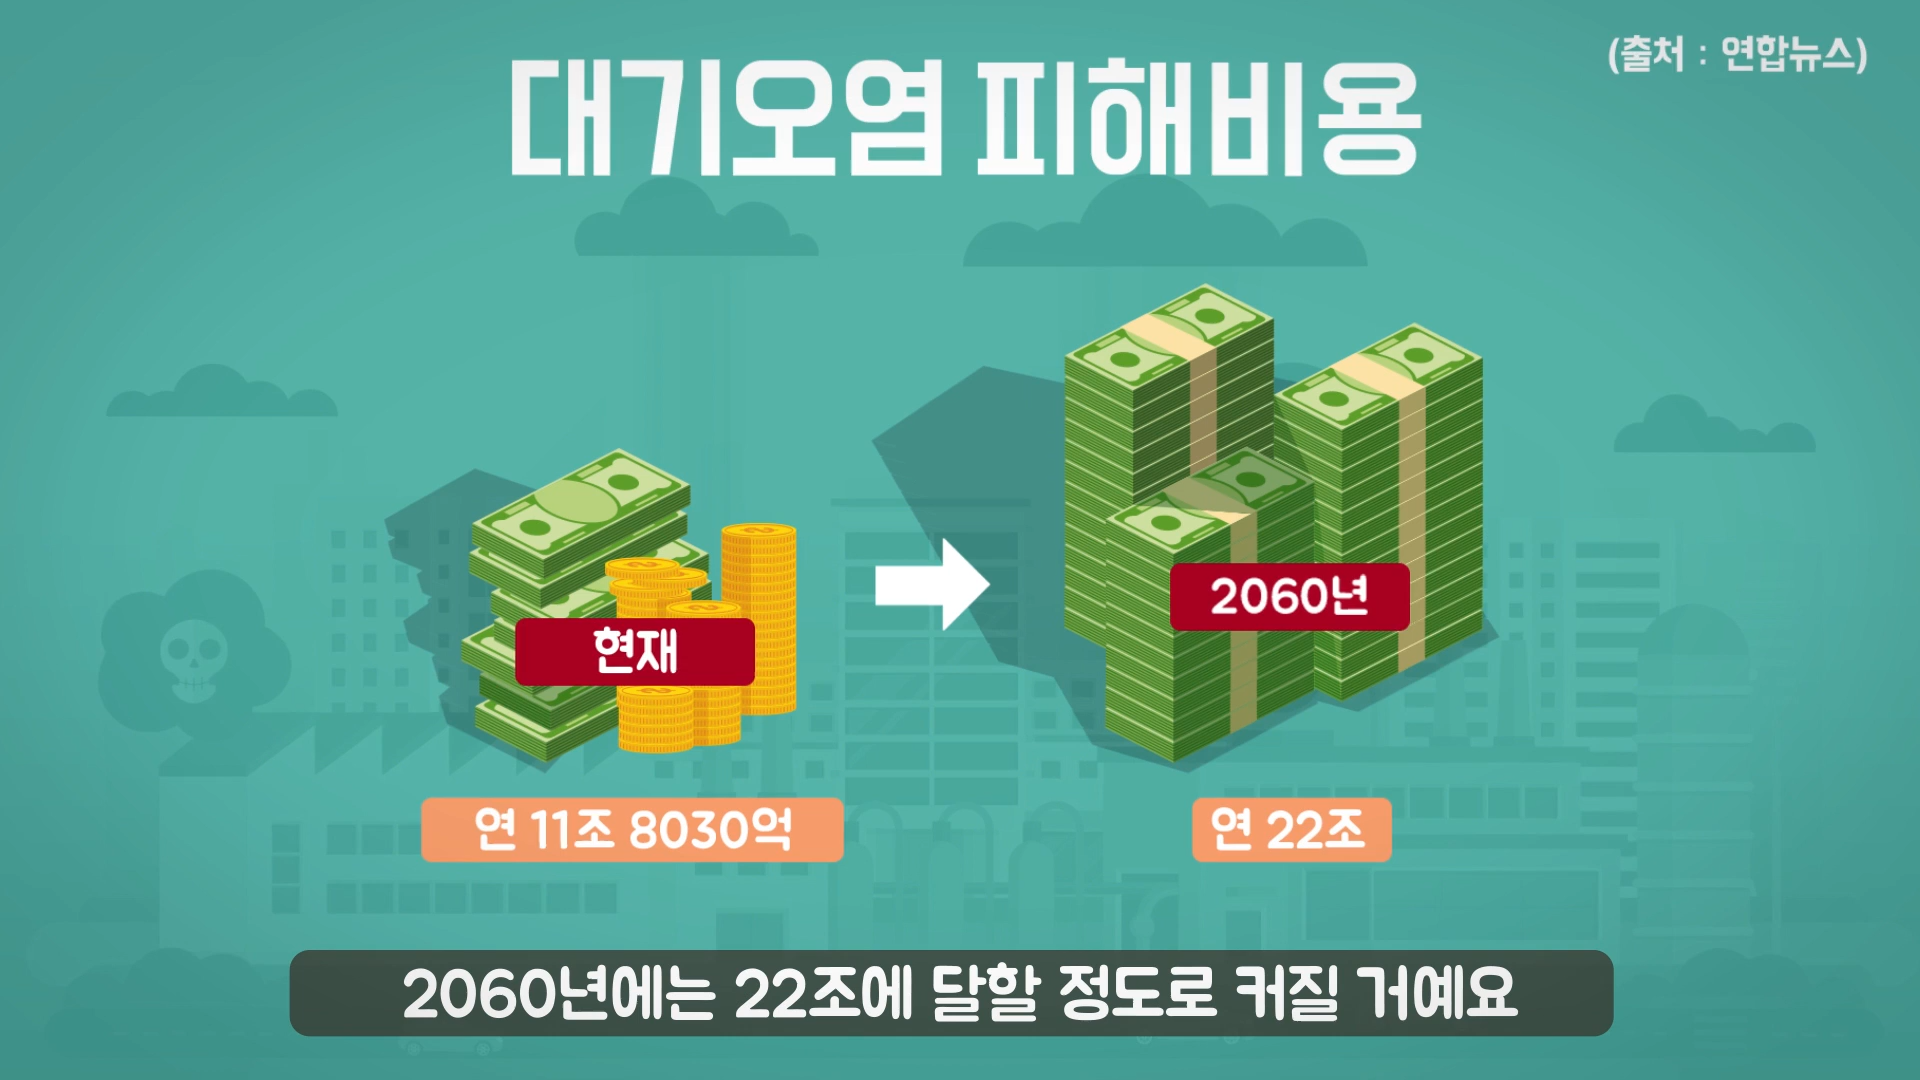 (출처 : 연합뉴스)
대기오염 피해비용
현재
2060년
연 11조 8030억
연 22조
2060년에는 22조에 달할 정도로 커질 거예요